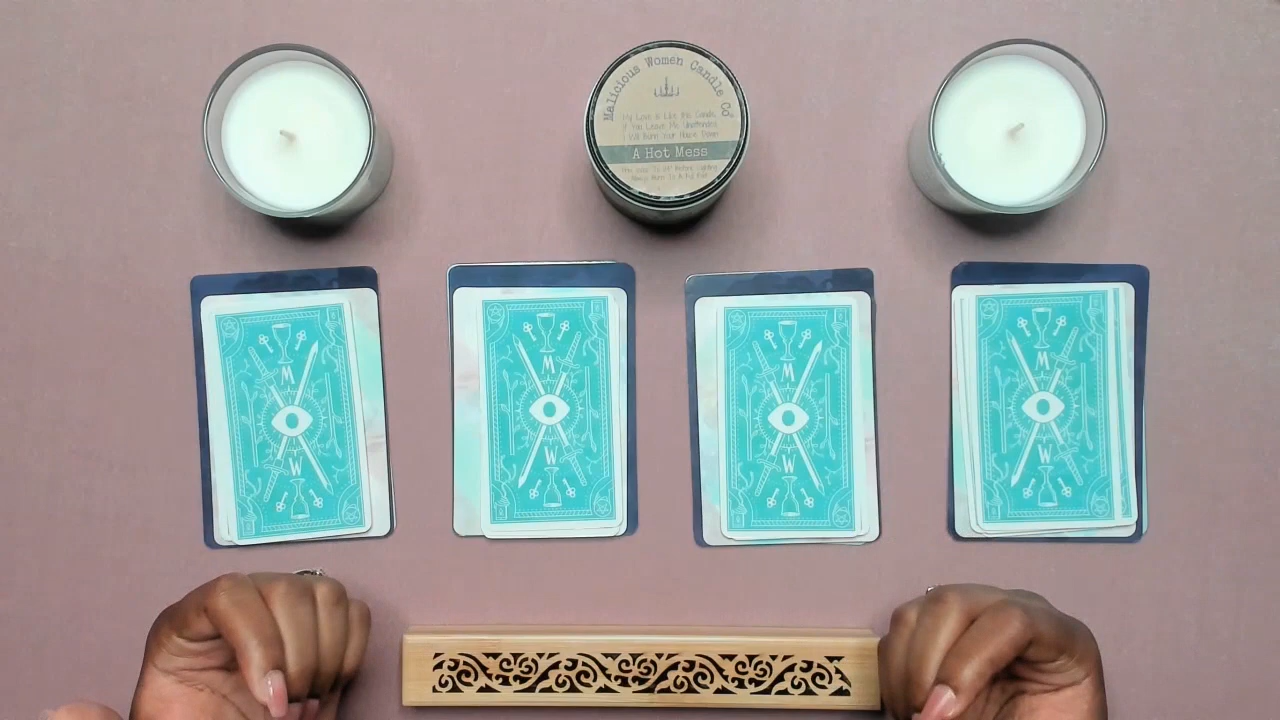 Malicious Women Candle Co
My Love Is Like This Candle,
If You Leave Me Unattended
I Will Burn Your House Down
A Hot Mess
M
W
M
W
M
W
M
W